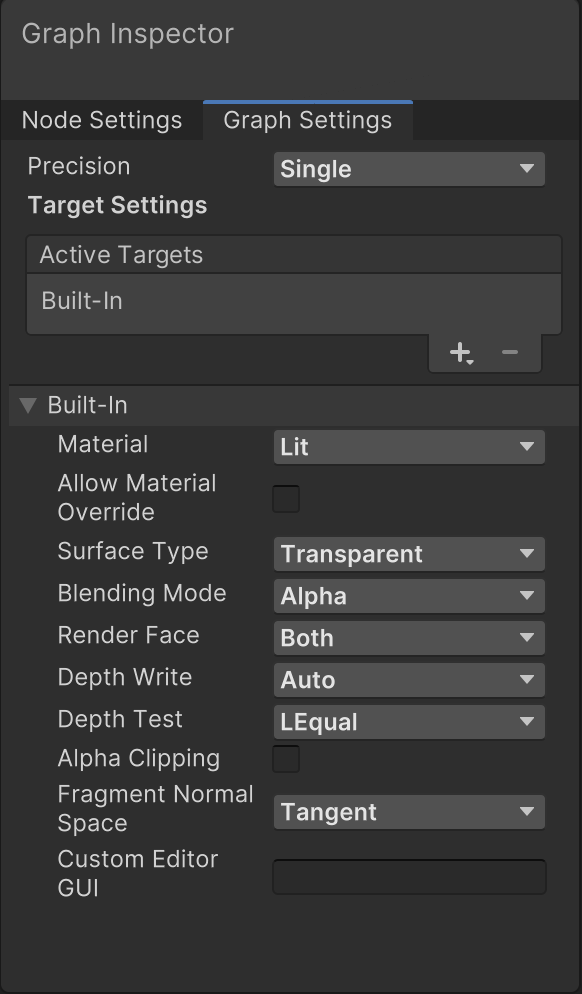 Graph Inspector
Node Settings Graph Settings
Precision Single
Target Settings
Active Targets
Built-In
Built-In
Material Lit
Allow Material
Override
Surface Type Transparent
Blending Mode Alpha
Render Face Both
Depth Write Auto
Depth Test LEqual
Alpha Clipping
Fragment Normal
Space Tangent
Custom Editor
GUI